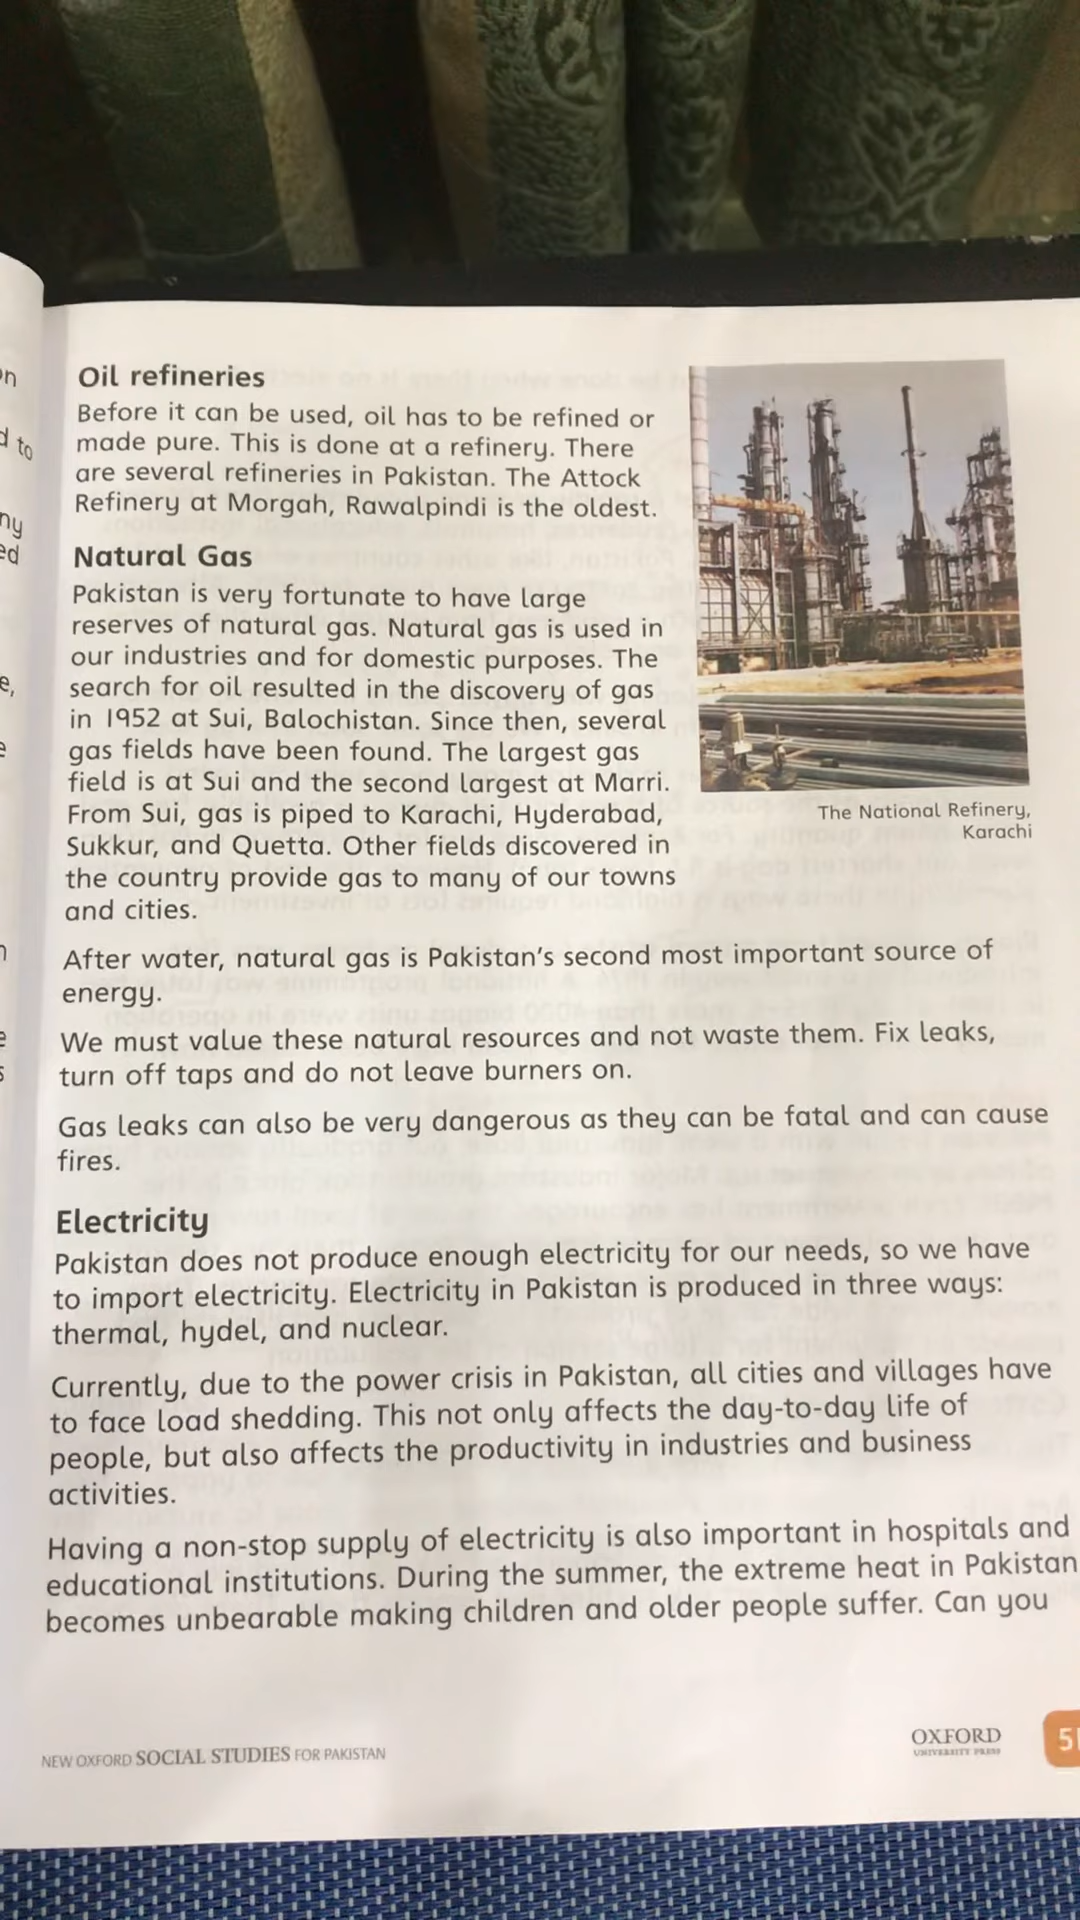 on
d to
ny
ed
e,
e
n
e
s
Oil refineries
Before it can be used, oil has to be refined or
made pure. This is done at a refinery. There
are several refineries in Pakistan. The Attock
Refinery at Morgah, Rawalpindi is the oldest.
Natural Gas
Pakistan is very fortunate to have large
reserves of natural gas. Natural gas is used in
our industries and for domestic purposes. The
search for oil resulted in the discovery of gas
in 1952 at Sui, Balochistan. Since then, several
gas fields have been found. The largest gas
field is at Sui and the second largest at Marri.
From Sui, gas is piped to Karachi, Hyderabad,
Sukkur, and Quetta. Other fields discovered in
the country provide gas to many of our towns
and cities.
The National Refinery,
Karachi
After water, natural gas is Pakistan's second most important source of
energy.
We must value these natural resources and not waste them. Fix leaks,
turn off taps and do not leave burners on.
Gas leaks can also be very dangerous as they can be fatal and can cause
fires.
Electricity
Pakistan does not produce enough electricity for our needs, so we have
to import electricity. Electricity in Pakistan is produced in three ways:
thermal, hydel, and nuclear.
Currently, due to the power crisis in Pakistan, all cities and villages have
to face load shedding. This not only affects the day-to-day life of
people, but also affects the productivity in industries and business
activities.
Having a non-stop supply of electricity is also important in hospitals and
educational institutions. During the summer, the extreme heat in Pakistan
becomes unbearable making children and older people suffer. Can you
NEW OXFORD SOCIAL STUDIES FOR PAKISTAN
OXFORD
UNIVERSITY PRESS